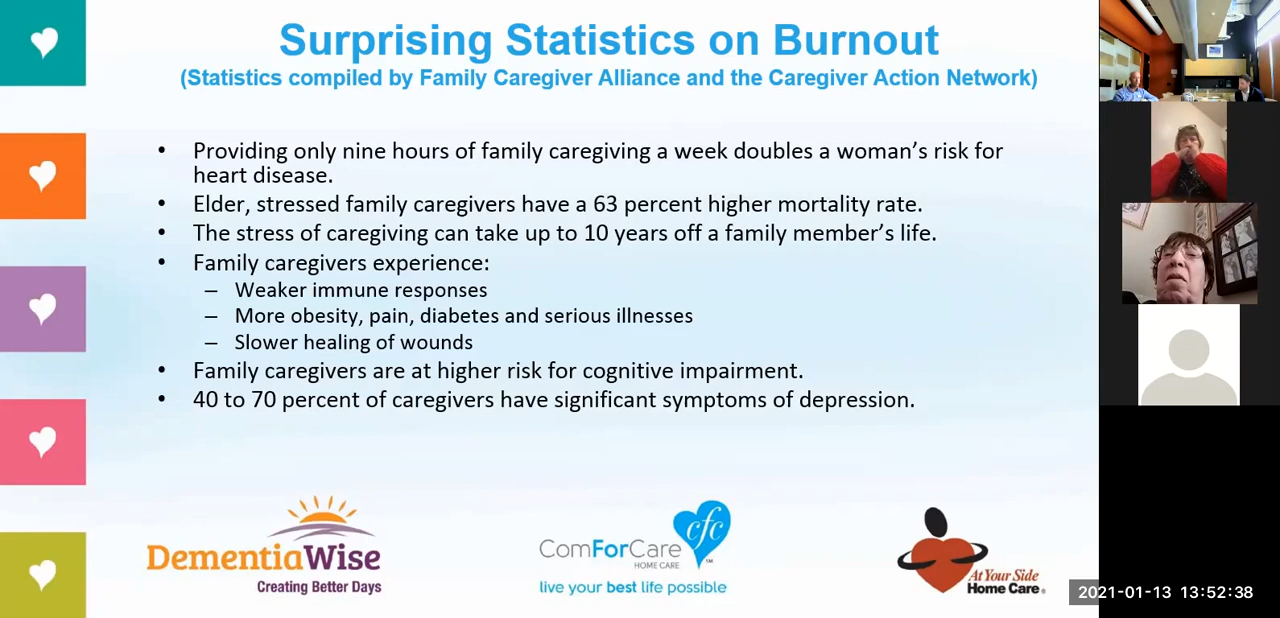 Surprising Statistics on Burnout
(Statistics compiled by Family Caregiver Alliance and the Caregiver Action Network)
• Providing only nine hours of family caregiving a week doubles a woman's risk for
heart disease.
• Elder, stressed family caregivers have a 63 percent higher mortality rate.
• The stress of caregiving can take up to 10 years off a family member's life.
• Family caregivers experience:
– Weaker immune responses
– More obesity, pain, diabetes and serious illnesses
– Slower healing of wounds
• Family caregivers are at higher risk for cognitive impairment.
• 40 to 70 percent of caregivers have significant symptoms of depression.
DementiaWise
Creating Better Days
cfc
ComForCare
HOME CARE
live your best life possible
At Your Side
Home Care®
2021-01-13 13:52:38